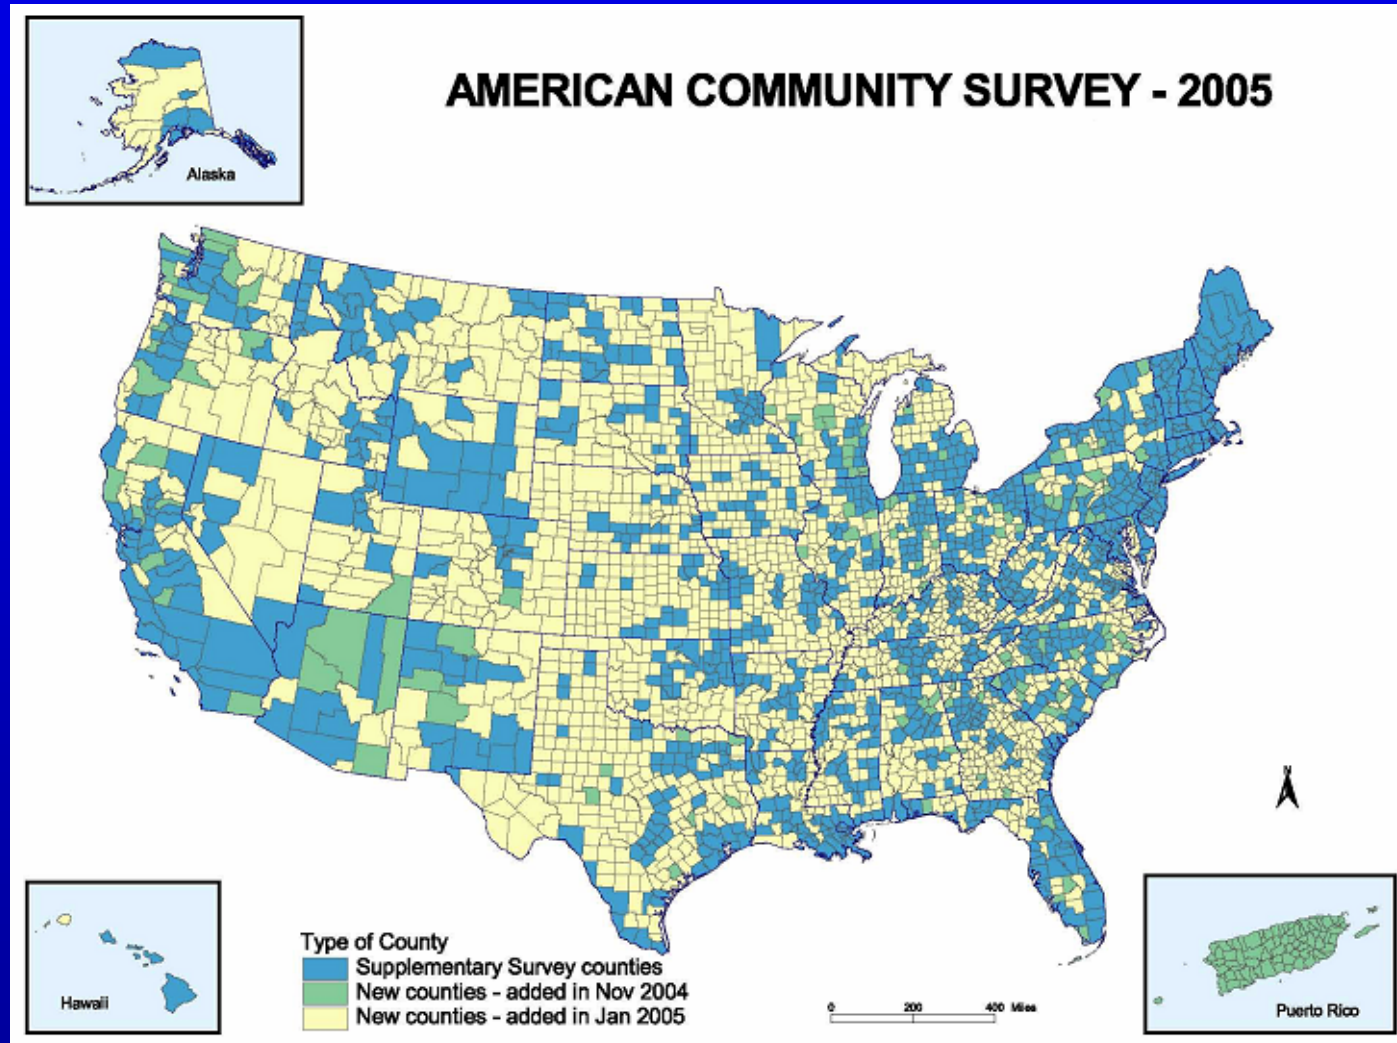 AMERICAN COMMUNITY SURVEY - 2005
Alaska
N
Type of County
Supplementary Survey counties
New counties - added in Nov 2004
New counties - added in Jan 2005
Hawaii
0 200 400 Miles
Puerto Rico